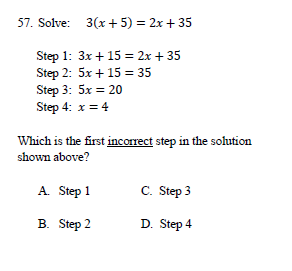 57. Solve: 3(x + 5) = 2x + 35
Step 1: 3x + 15 = 2x + 35
Step 2: 5x + 15 = 35
Step 3: 5x = 20
Step 4: x = 4
Which is the first incorrect step in the solution
shown above?
A. Step 1 C. Step 3
B. Step 2 D. Step 4